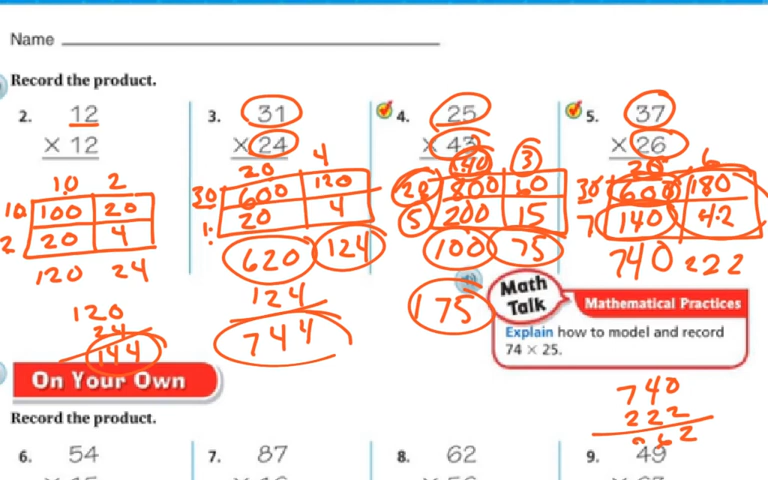 Name
Record the product.
2. 12
× 12
10 2
10 100 20
2 20 4
120 24
120
24
144
3. 31
× 24
20 4
30 600 120
1 20 4
620 124
124
744
4. 25
× 43
40 3
20 800 60
5 200 15
100 75
175
5. 37
× 26
20 6
30 600 180
7 140 42
740 222
Math Talk
Mathematical Practices
Explain how to model and record
74 × 25.
740
222
62
On Your Own
Record the product.
6. 54
7. 87
8. 62
9. 49